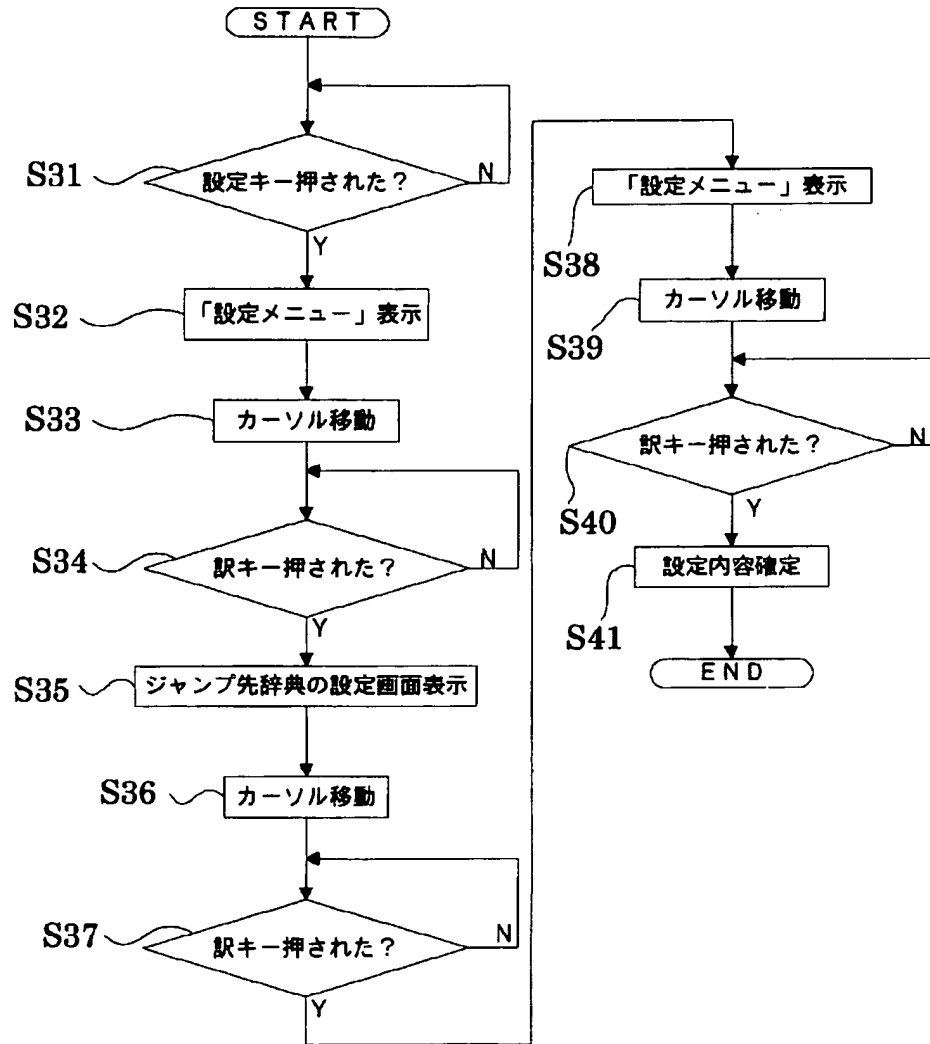 START
S31
設定キー押された？
N
Y
S32
「設定メニュー」表示
S33
カーソル移動
S34
訳キー押された？
N
Y
S35
ジャンプ先辞典の設定画面表示
S36
カーソル移動
S37
訳キー押された？
N
Y
S38
「設定メニュー」表示
S39
カーソル移動
S40
訳キー押された？
N
Y
S41
設定内容確定
END